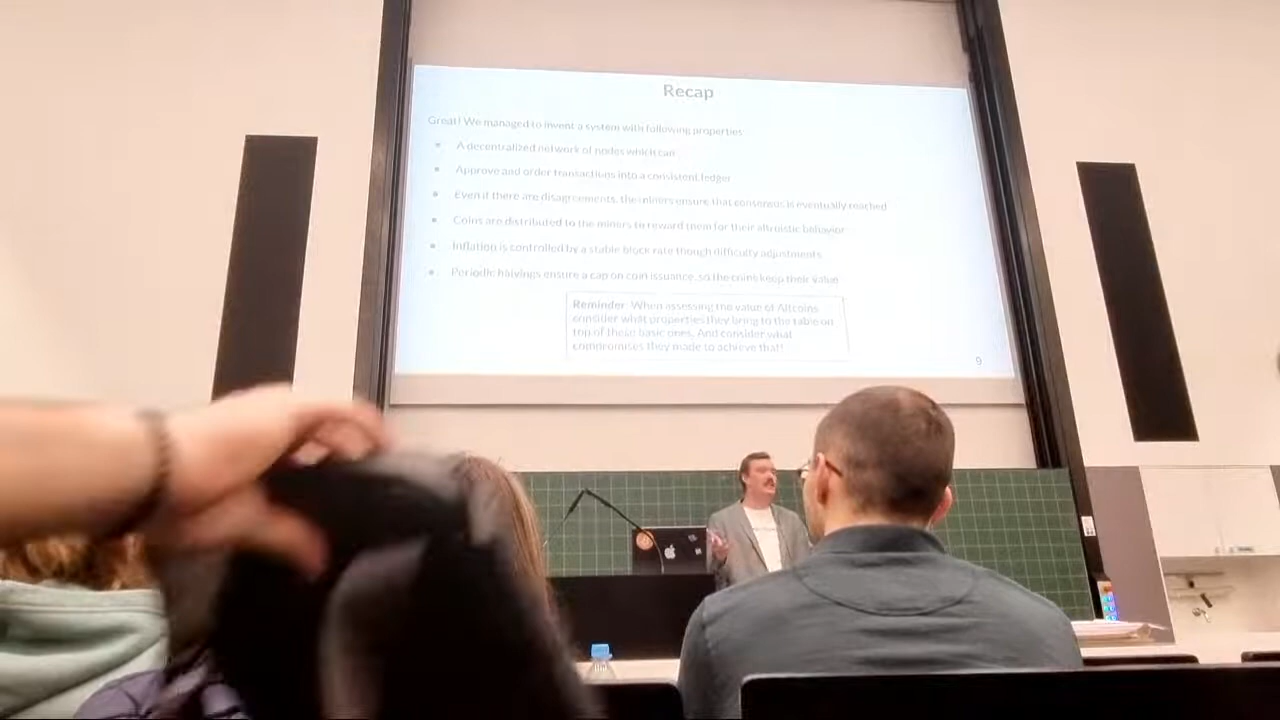 Recap
Great! We managed to invent a system with following properties:
A decentralized network of nodes which can
Approve and order transactions into a consistent ledger
Even if there are disagreements, the miners ensure that consensus is eventually reached
Coins are distributed to the miners to reward them for their altruistic behavior
Inflation is controlled by a stable block rate though difficulty adjustments
Periodic halvings ensure a cap on coin issuance, so the coins keep their value
Reminder: When assessing the value of Altcoins
consider what properties they bring to the table on
top of these basic ones. And consider what
compromises they made to achieve that!
9